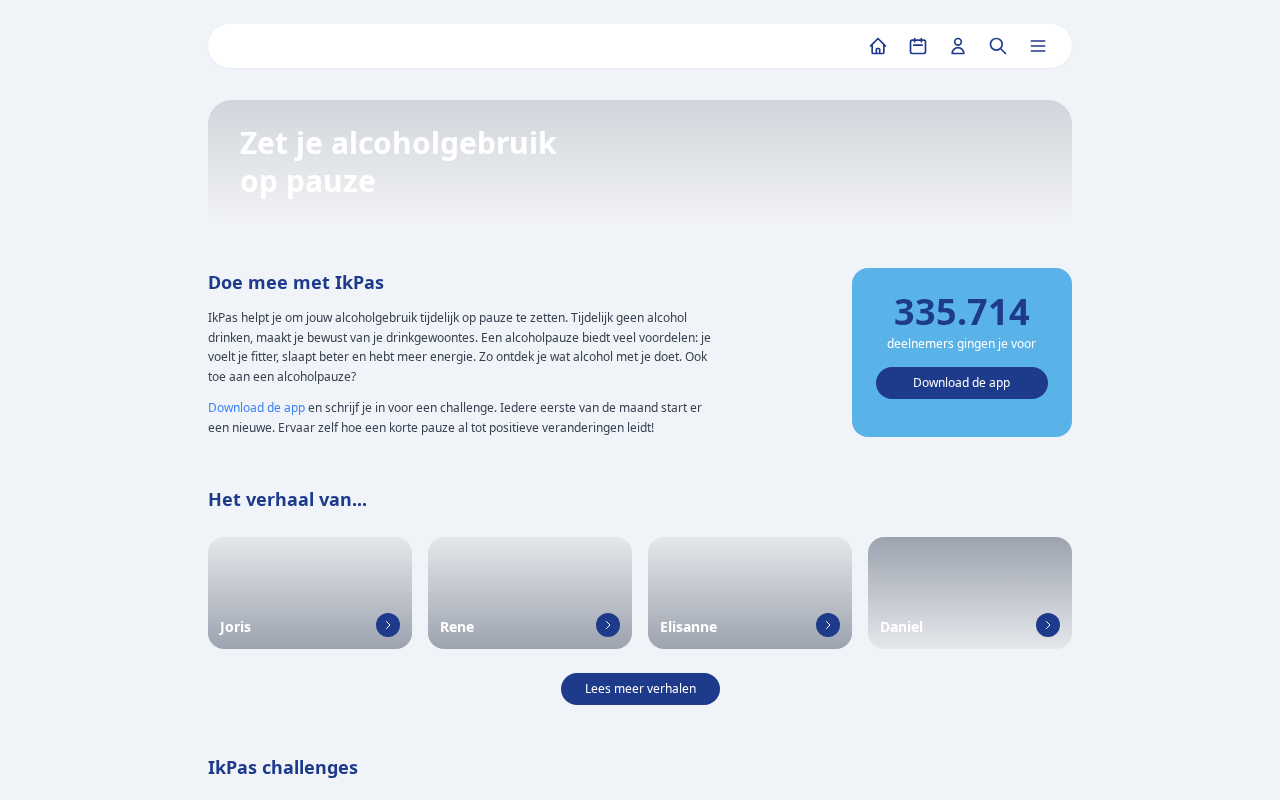 Zet je alcoholgebruik
op pauze
Doe mee met IkPas
IkPas helpt je om jouw alcoholgebruik tijdelijk op pauze te zetten. Tijdelijk geen alcohol
drinken, maakt je bewust van je drinkgewoontes. Een alcoholpauze biedt veel voordelen: je
voelt je fitter, slaapt beter en hebt meer energie. Zo ontdek je wat alcohol met je doet. Ook
toe aan een alcoholpauze?
Download de app en schrijf je in voor een challenge. Iedere eerste van de maand start er
een nieuwe. Ervaar zelf hoe een korte pauze al tot positieve veranderingen leidt!
335.714
deelnemers gingen je voor
Download de app
Het verhaal van...
Joris
Rene
Elisanne
Daniel
Lees meer verhalen
IkPas challenges